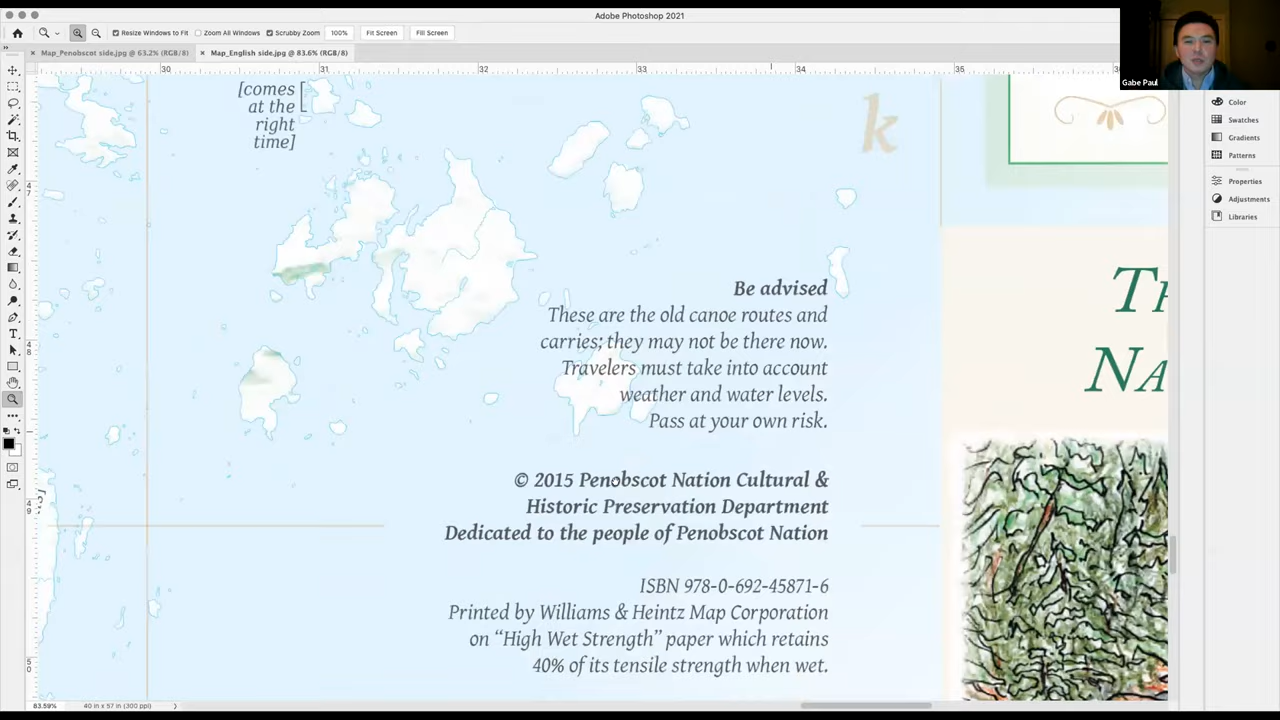 Adobe Photoshop 2021
Resize Windows to Fit
Zoom All Windows
Scrubby Zoom
100%
Fit Screen
Fill Screen
Map_Penobscot side.jpg @ 63.2% (RGB/8)
Map_English side.jpg @ 83.6% (RGB/8)
30
31
32
33
34
35
Gabe Paul
Color
Swatches
Gradients
Patterns
Properties
Adjustments
Libraries
[comes
at the
right
time]
k
Be advised
These are the old canoe routes and
carries; they may not be there now.
Travelers must take into account
weather and water levels.
Pass at your own risk.
© 2015 Penobscot Nation Cultural &
Historic Preservation Department
Dedicated to the people of Penobscot Nation
ISBN 978-0-692-45871-6
Printed by Williams & Heintz Map Corporation
on “High Wet Strength” paper which retains
40% of its tensile strength when wet.
NA
83.59%
40 in x 57 in (300 ppi)